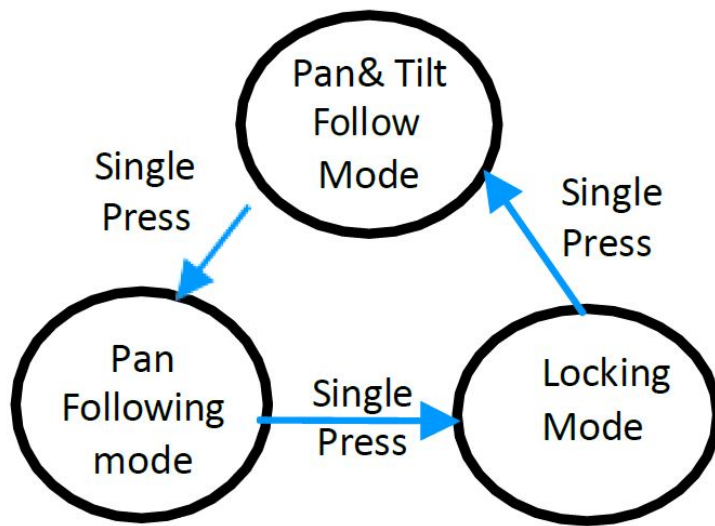 Pan& Tilt
Follow
Mode
Single
Press
Single
Press
Pan
Following
mode
Single
Press
Locking
Mode